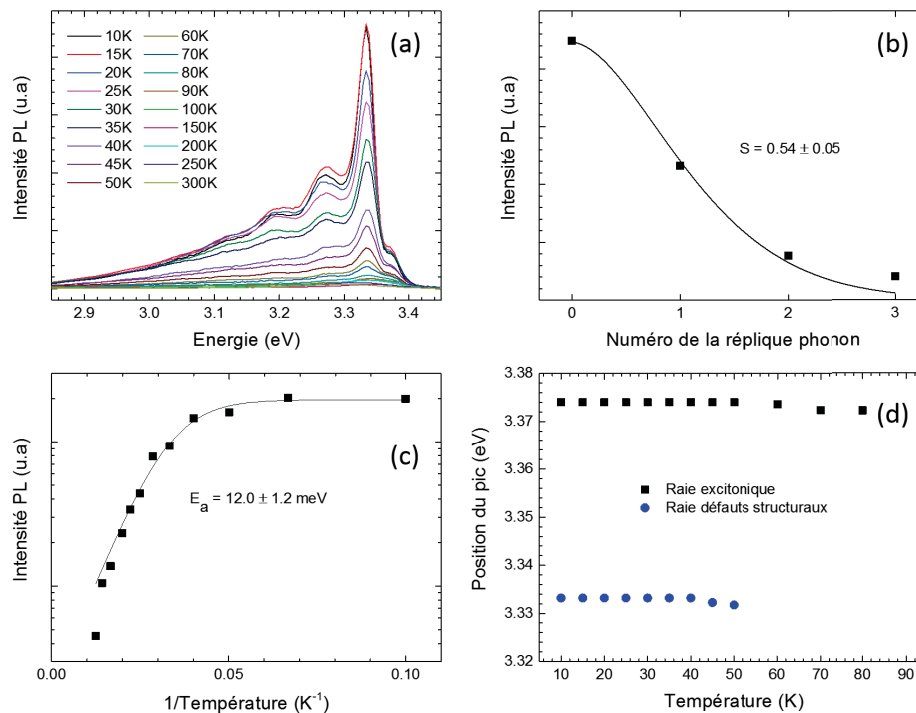 (a)
10K 60K
15K 70K
20K 80K
25K 90K
30K 100K
35K 150K
40K 200K
45K 250K
50K 300K
Intensité PL (u.a)
2.9 3.0 3.1 3.2 3.3 3.4
Energie (eV)
(b)
S = 0.54 ± 0.05
Intensité PL (u.a)
0 1 2 3
Numéro de la réplique phonon
(c)
E_a = 12.0 ± 1.2 meV
Intensité PL (u.a)
0.00 0.05 0.10
1/Température (K⁻¹)
(d)
3.38
3.37
3.36
3.35
3.34
3.33
3.32
Position du pic (eV)
Raie excitonique
Raie défauts structuraux
10 20 30 40 50 60 70 80 90
Température (K)